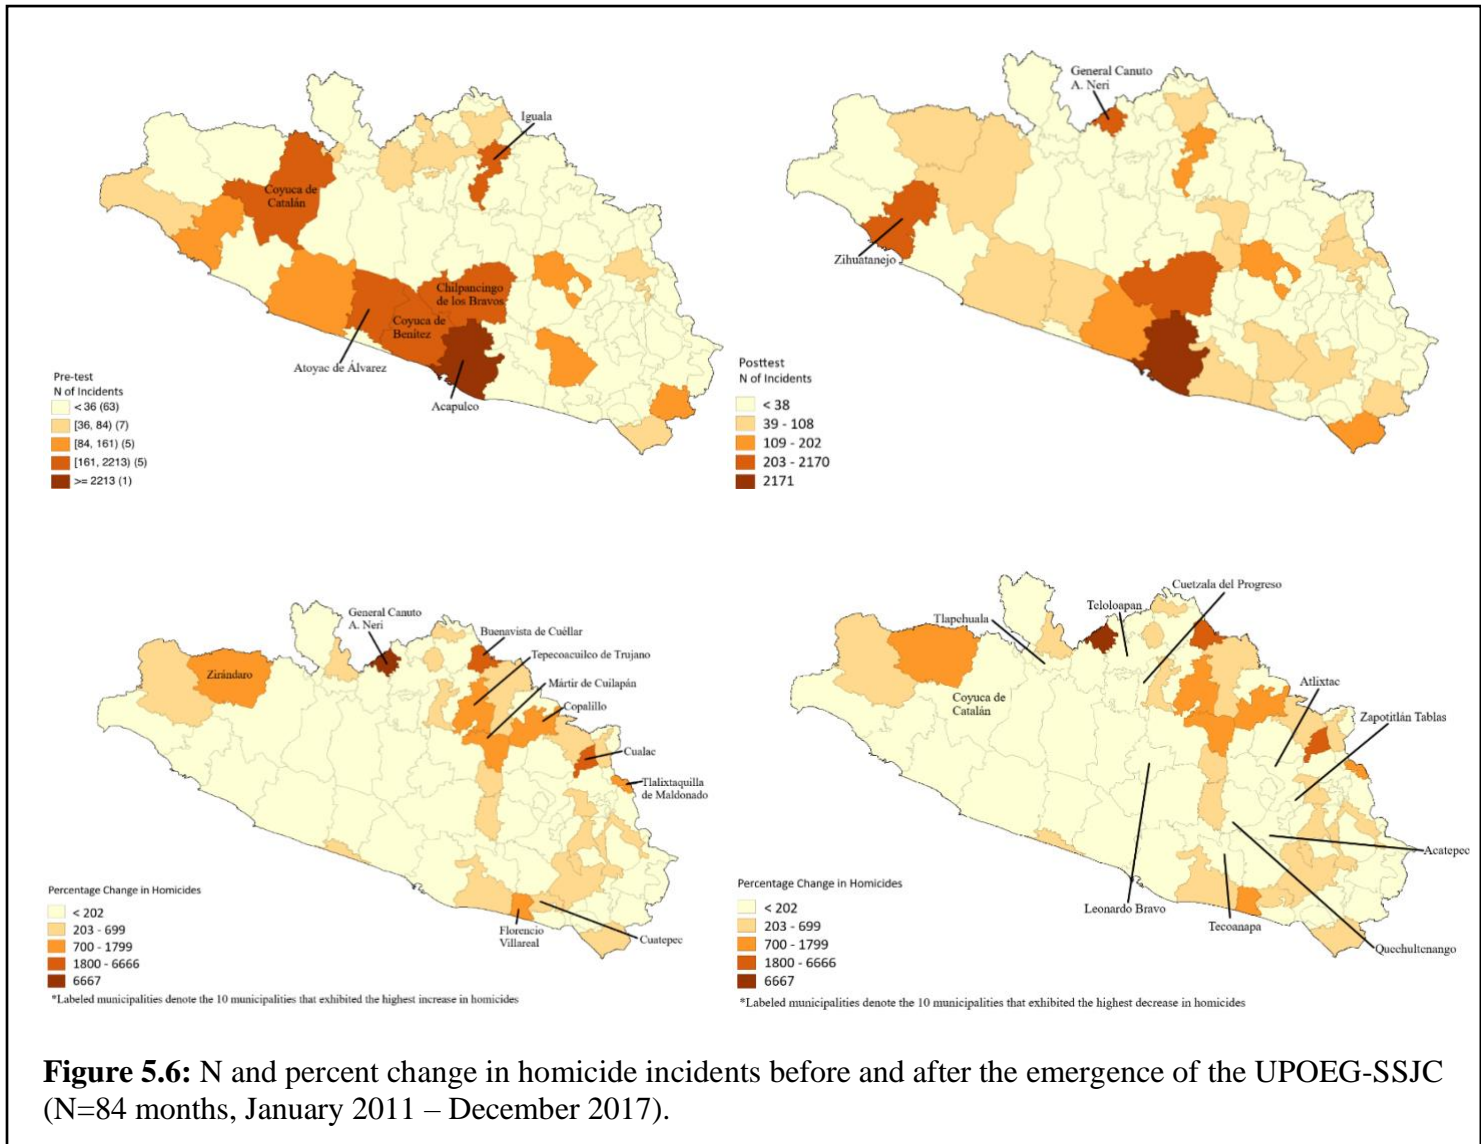 Iguala
Coyuca de
Catalán
Chilpancingo
de los Bravos
Coyuca de
Benítez
Atoyac de Álvarez
Acapulco
Pre-test
N of Incidents
< 36 (63)
[36, 84) (7)
[84, 161) (5)
[161, 2213) (5)
>= 2213 (1)
General Canuto
A. Neri
Zihuatanejo
Posttest
N of Incidents
< 38
39 - 108
109 - 202
203 - 2170
2171
General Canuto
A. Neri
Buenavista de Cuéllar
Tepecoacuilco de Trujano
Zirándaro
Mártir de Cuilapán
Copalillo
Cualac
Tlalixtaquilla
de Maldonado
Florencio
Villareal
Cuatepec
Percentage Change in Homicides
< 202
203 - 699
700 - 1799
1800 - 6666
6667
*Labeled municipalities denote the 10 municipalities that exhibited the highest increase in homicides
Cuetzala del Progreso
Teloloapan
Tlapehuala
Atlixtac
Coyuca de
Catalán
Zapotitlán Tablas
Acatepec
Leonardo Bravo
Tecoanapa
Quechultenango
Percentage Change in Homicides
< 202
203 - 699
700 - 1799
1800 - 6666
6667
*Labeled municipalities denote the 10 municipalities that exhibited the highest decrease in homicides
Figure 5.6: N and percent change in homicide incidents before and after the emergence of the UPOEG-SSJC
(N=84 months, January 2011 – December 2017).